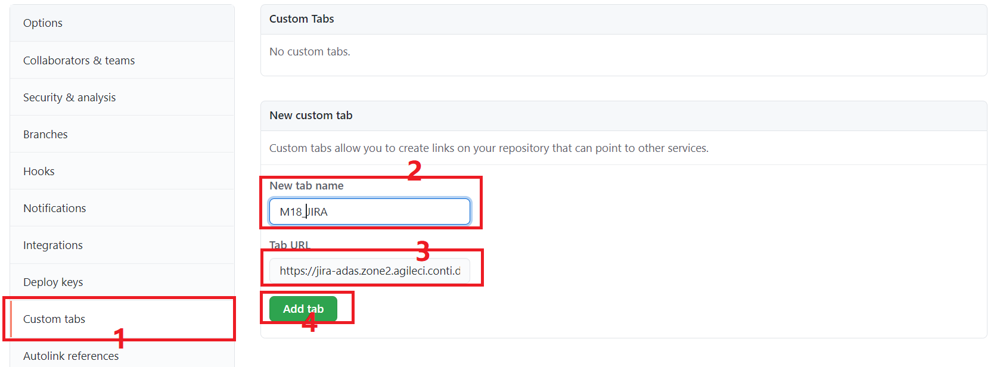 Options
Collaborators & teams
Security & analysis
Branches
Hooks
Notifications
Integrations
Deploy keys
Custom tabs
1
Autolink references
Custom Tabs
No custom tabs.
New custom tab
Custom tabs allow you to create links on your repository that can point to other services.
2
New tab name
M18_JIRA
Tab URL
3
https://jira-adas.zone2.agileci.conti.d
Add tab
4